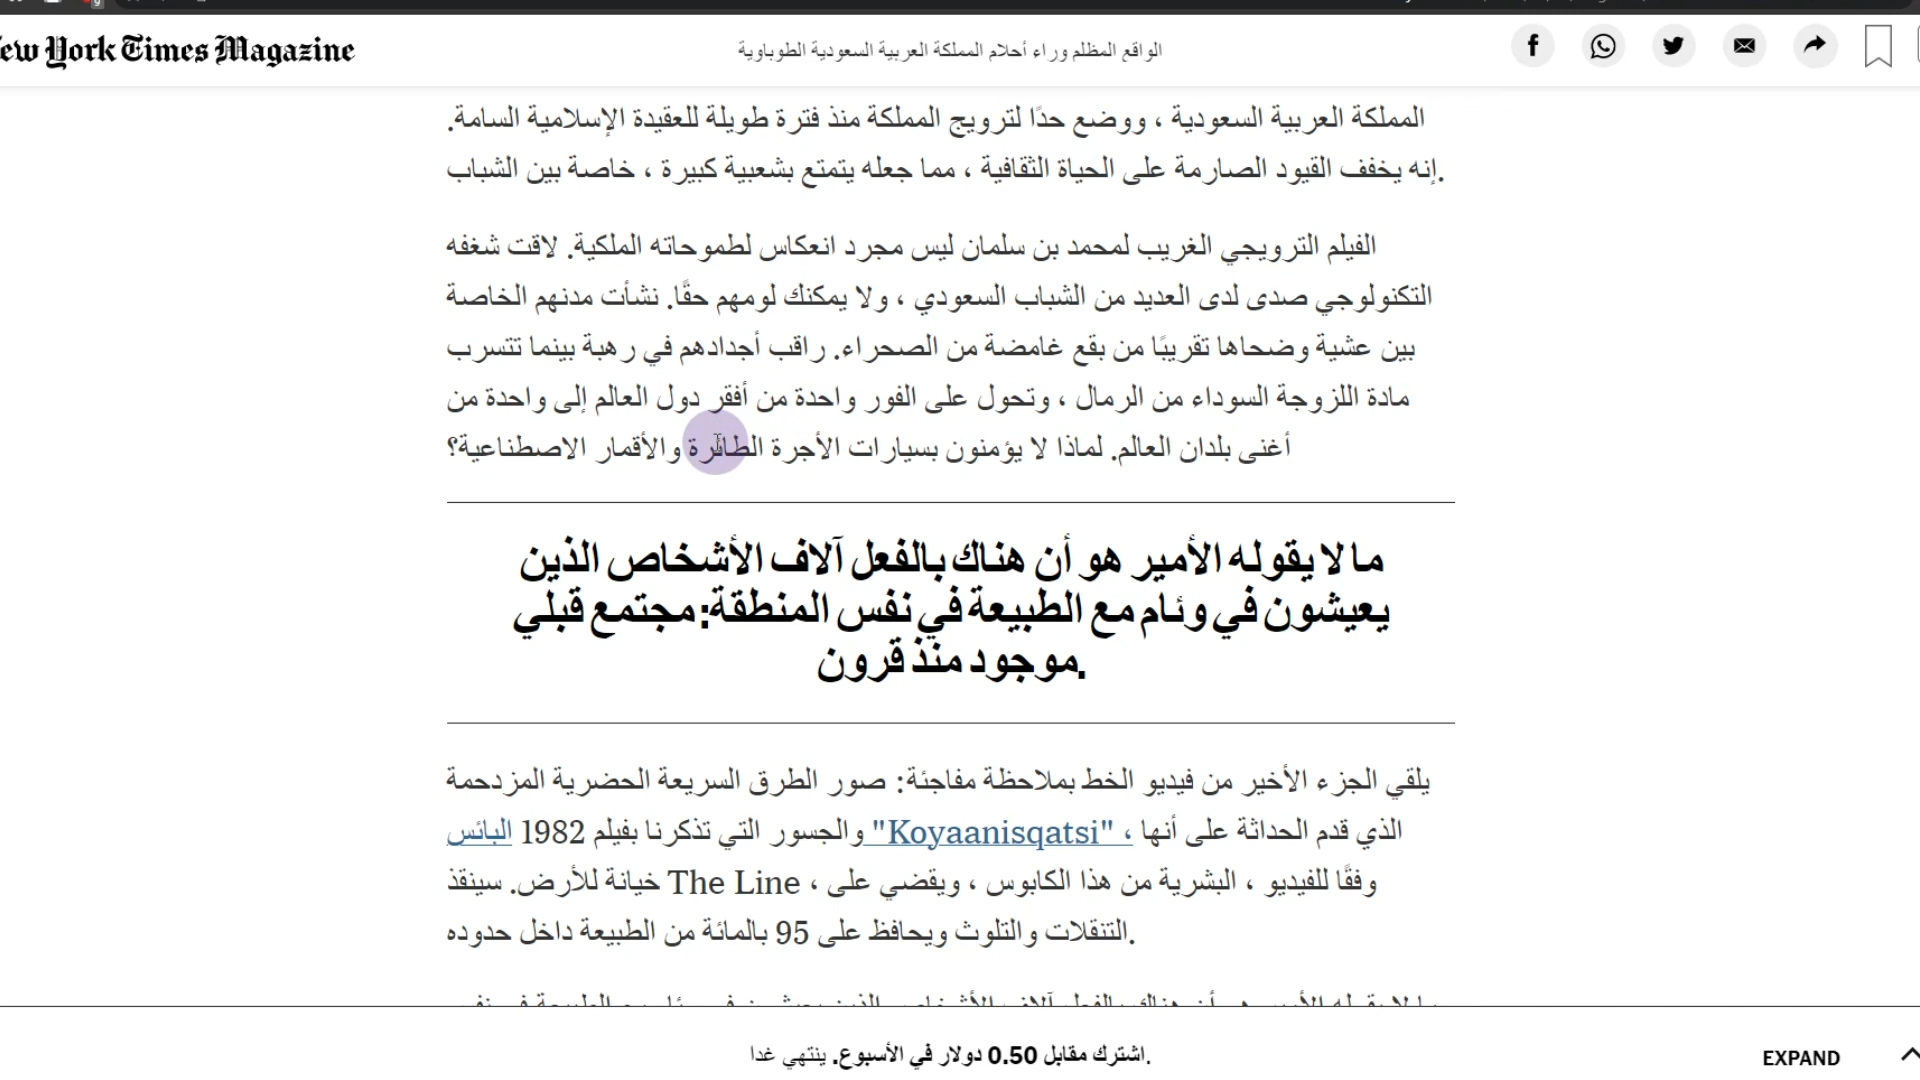 ew York Times Magazine
الواقع المظلم وراء أحلام المملكة العربية السعودية الطوباوية
المملكة العربية السعودية ، ووضع حدًا لترويج المملكة منذ فترة طويلة للعقيدة الإسلامية السامة.
إنه يخفف القيود الصارمة على الحياة الثقافية ، مما جعله يتمتع بشعبية كبيرة ، خاصة بين الشباب.
الفيلم الترويجي الغريب لمحمد بن سلمان ليس مجرد انعكاس لطموحاته الملكية. لاقت شغفه
التكنولوجي صدى لدى العديد من الشباب السعودي ، ولا يمكنك لومهم حقًا. نشأت مدنهم الخاصة
بين عشية وضحاها تقريبًا من بقع غامضة من الصحراء. راقب أجدادهم في رهبة بينما تتسرب
مادة اللزوجة السوداء من الرمال ، وتحول على الفور واحدة من أفقر دول العالم إلى واحدة من
أغنى بلدان العالم. لماذا لا يؤمنون بسيارات الأجرة الطائرة والأقمار الاصطناعية؟
ما لا يقوله الأمير هو أن هناك بالفعل آلاف الأشخاص الذين
يعيشون في وئام مع الطبيعة في نفس المنطقة: مجتمع قبلي
موجود منذ قرون.
يلقي الجزء الأخير من فيديو الخط بملاحظة مفاجئة: صور الطرق السريعة الحضرية المزدحمة
الذي قدم الحداثة على أنها ، "Koyaanisqatsi" والجسور التي تذكرنا بفيلم 1982 البائس
وفقًا للفيديو ، البشرية من هذا الكابوس ، ويقضي على ، The Line خيانة للأرض. سينقذ
التنقلات والتلوث ويحافظ على 95 بالمائة من الطبيعة داخل حدوده.
اشترك مقابل 0.50 دولار في الأسبوع. ينتهي غدا.
EXPAND